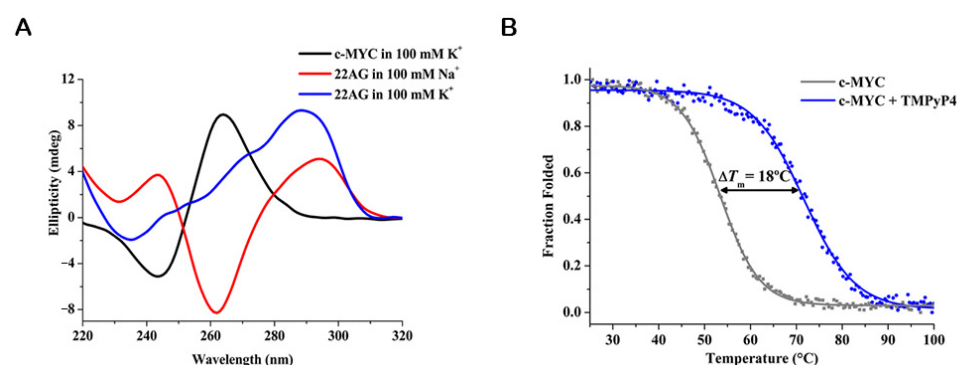 A
c-MYC in 100 mM K⁺
22AG in 100 mM Na⁺
22AG in 100 mM K⁺
Ellipticity (mdeg)
12
8
4
0
−4
−8
220
240
260
280
300
320
Wavelength (nm)
B
c-MYC
c-MYC + TMPyP4
ΔTm = 18°C
Fraction Folded
1.0
0.8
0.6
0.4
0.2
0.0
30
40
50
60
70
80
90
100
Temperature (°C)